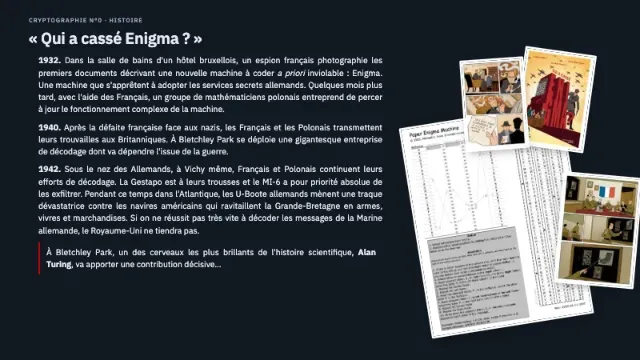 CRYPTOGRAPHIE N°0 - HISTOIRE
« Qui a cassé Enigma ? »
1932. Dans la salle de bains d'un hôtel bruxellois, un espion français photographie les
premiers documents décrivant une nouvelle machine à coder a priori inviolable : Enigma.
Une machine que s'apprêtent à adopter les services secrets allemands. Quelques mois plus
tard, avec l'aide des Français, un groupe de mathématiciens polonais entreprend de percer
à jour le fonctionnement complexe de la machine.
1940. Après la défaite française face aux nazis, les Français et les Polonais transmettent
leurs trouvailles aux Britanniques. À Bletchley Park se déploie une gigantesque entreprise
de décodage dont va dépendre l'issue de la guerre.
1942. Sous le nez des Allemands, à Vichy même, Français et Polonais continuent leurs
efforts de décodage. La Gestapo est à leurs trousses et le MI-6 a pour priorité absolue de
les exfiltrer. Pendant ce temps dans l'Atlantique, les U-Boote allemands mènent une traque
dévastatrice contre les navires américains qui ravitaillent la Grande-Bretagne en armes,
vivres et marchandises. Si on ne réussit pas très vite à décoder les messages de la Marine
allemande, le Royaume-Uni ne tiendra pas.
À Bletchley Park, un des cerveaux les plus brillants de l'histoire scientifique, Alan
Turing, va apporter une contribution décisive...
Paper Enigma Machine